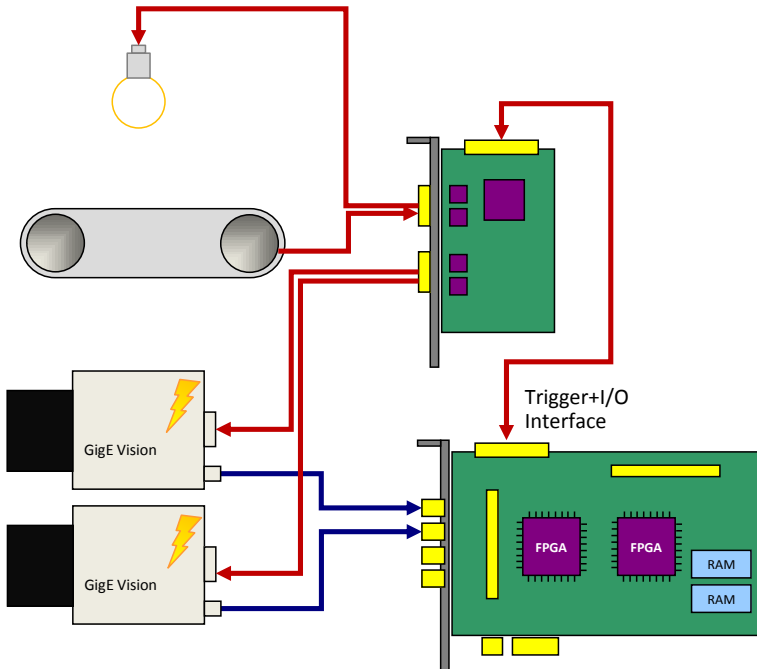 Trigger+I/O
Interface
GigE Vision
FPGA
FPGA
RAM
GigE Vision
RAM